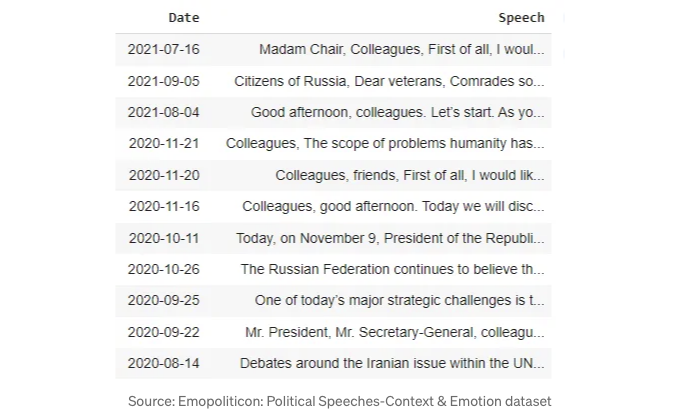 Date Speech
2021-07-16 Madam Chair, Colleagues, First of all, I woul...
2021-09-05 Citizens of Russia, Dear veterans, Comrades so...
2021-08-04 Good afternoon, colleagues. Let's start. As yo...
2020-11-21 Colleagues, The scope of problems humanity has...
2020-11-20 Colleagues, friends, First of all, I would lik...
2020-11-16 Colleagues, good afternoon. Today we will disc...
2020-10-11 Today, on November 9, President of the Republi...
2020-10-26 The Russian Federation continues to believe th...
2020-09-25 One of today's major strategic challenges is t...
2020-09-22 Mr. President, Mr. Secretary-General, colleagu...
2020-08-14 Debates around the Iranian issue within the UN...
Source: Emopoliticon: Political Speeches-Context & Emotion dataset